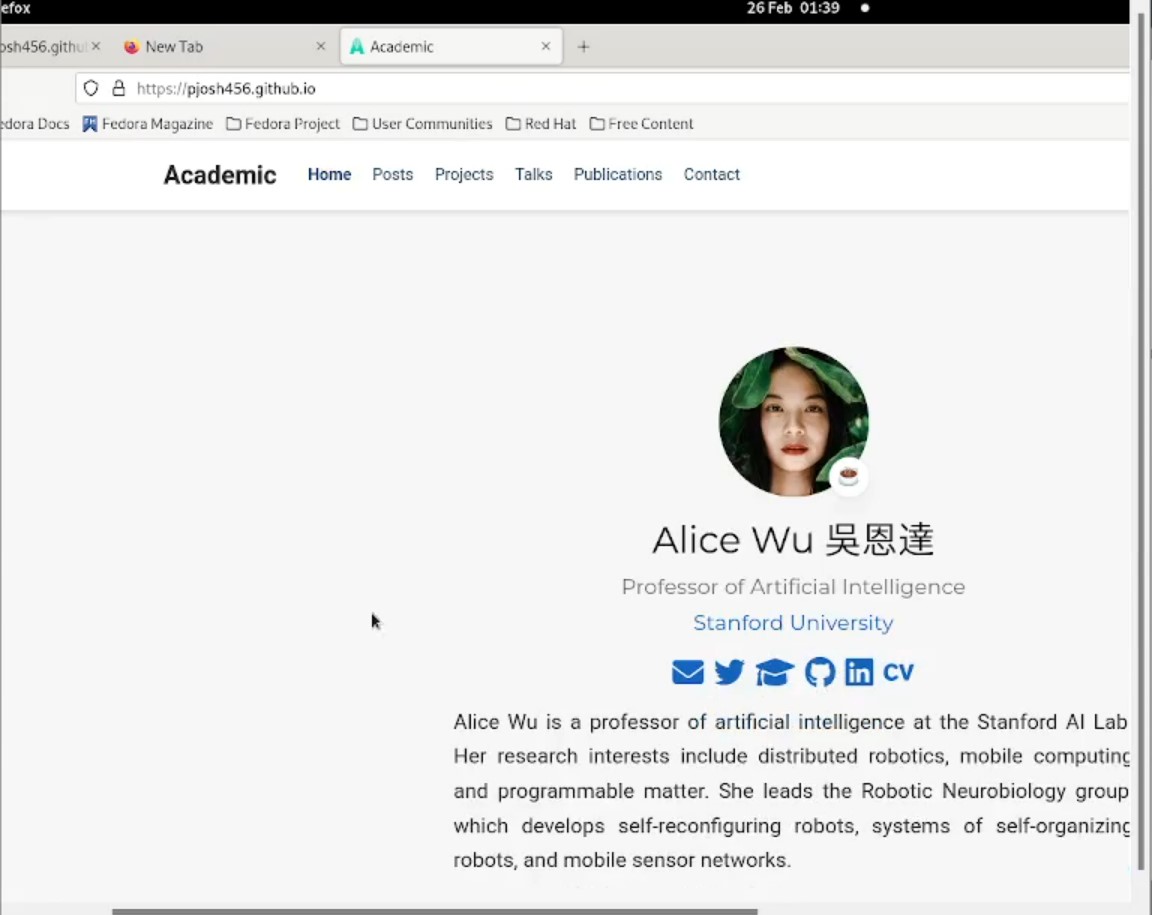 efox
26 Feb 01:39
osh456.githu
New Tab
Academic
https://pjosh456.github.io
edora Docs Fedora Magazine Fedora Project User Communities Red Hat Free Content
Academic Home Posts Projects Talks Publications Contact
Alice Wu 吳恩達
Professor of Artificial Intelligence
Stanford University
CV
Alice Wu is a professor of artificial intelligence at the Stanford AI Lab
Her research interests include distributed robotics, mobile computing
and programmable matter. She leads the Robotic Neurobiology group
which develops self-reconfiguring robots, systems of self-organizing
robots, and mobile sensor networks.